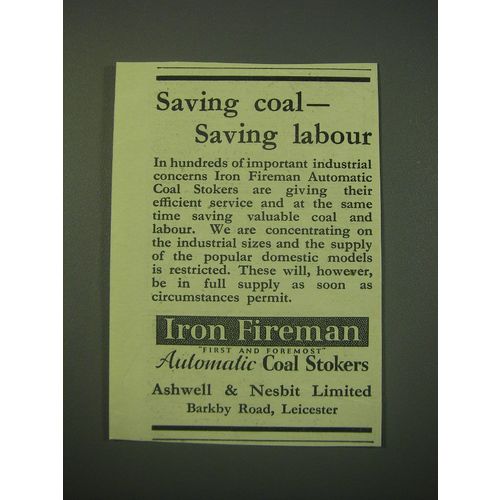 Saving coal—
Saving labour
In hundreds of important industrial
concerns Iron Fireman Automatic
Coal Stokers are giving their
efficient service and at the same
time saving valuable coal and
labour. We are concentrating on
the industrial sizes and the supply
of the popular domestic models
is restricted. These will, however,
be in full supply as soon as
circumstances permit.
Iron Fireman
"FIRST AND FOREMOST"
Automatic Coal Stokers
Ashwell & Nesbit Limited
Barkby Road, Leicester